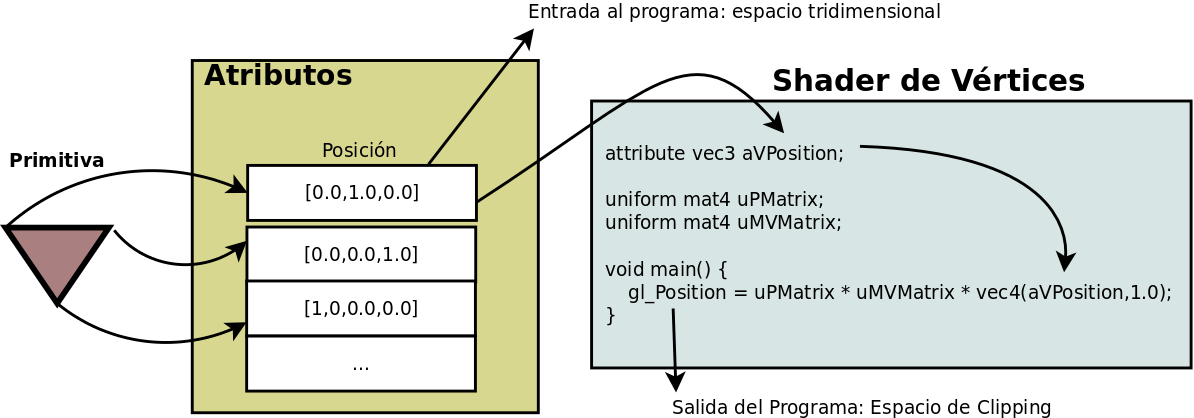 Entrada al programa: espacio tridimensional
Atributos
Shader de Vértices
Primitiva
Posición
[0.0,1.0,0.0]
[0.0,0.0,1.0]
[1,0,0.0,0.0]
...
attribute vec3 aVPosition;
uniform mat4 uPMatrix;
uniform mat4 uMVMatrix;
void main() {
gl_Position = uPMatrix * uMVMatrix * vec4(aVPosition,1.0);
}
Salida del Programa: Espacio de Clipping